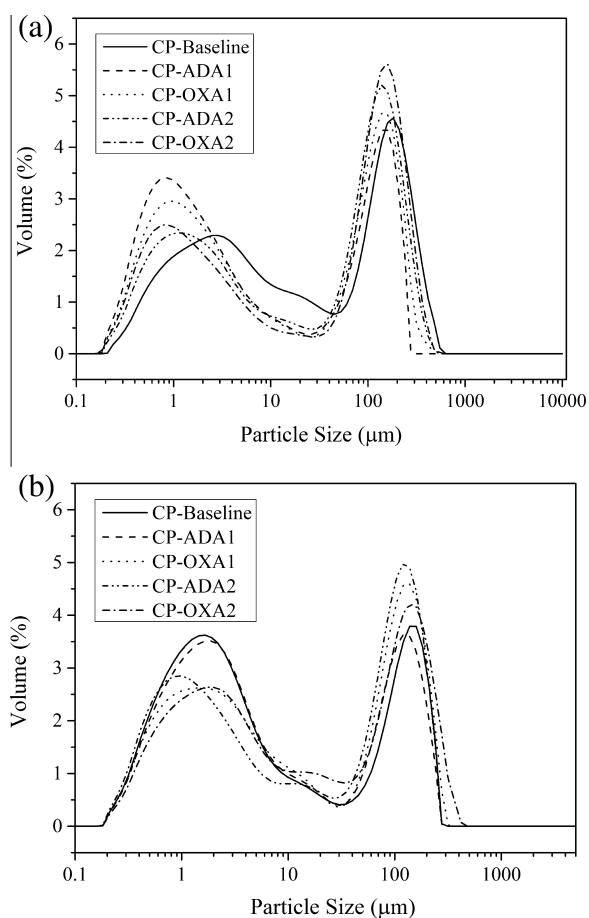 (a)
6
5
4
3
2
1
0
Volume (%)
CP-Baseline
CP-ADA1
CP-OXA1
CP-ADA2
CP-OXA2
0.1 1 10 100 1000 10000
Particle Size (μm)
(b)
6
5
4
3
2
1
0
Volume (%)
CP-Baseline
CP-ADA1
CP-OXA1
CP-ADA2
CP-OXA2
0.1 1 10 100 1000
Particle Size (μm)